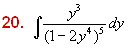 20. ∫ y³/(1 − 2y⁴)⁵ dy